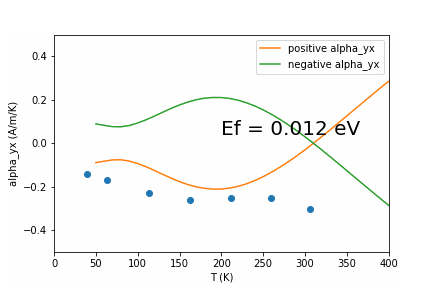 positive alpha_yx
negative alpha_yx
Ef = 0.012 eV
alpha_yx (A/m/K)
0.4
0.2
0.0
−0.2
−0.4
0
50
100
150
200
250
300
350
400
T (K)